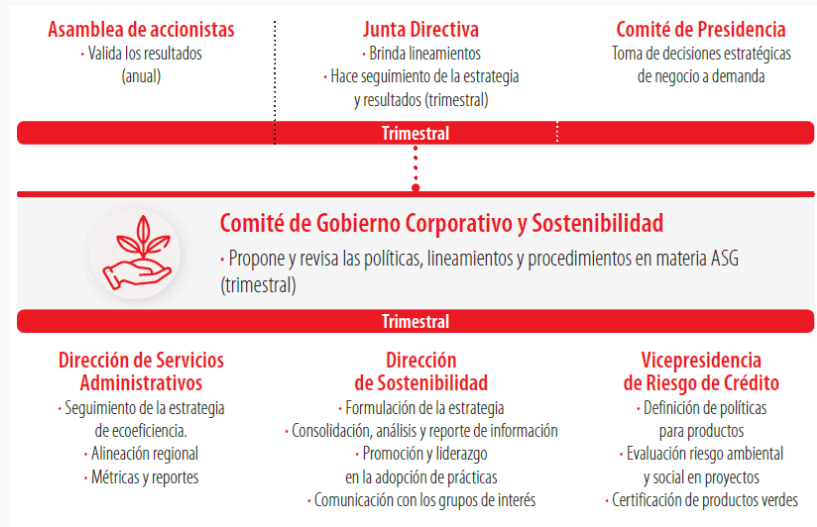 Asamblea de accionistas
· Valida los resultados
(anual)
Junta Directiva
· Brinda lineamientos
· Hace seguimiento de la estrategia
y resultados (trimestral)
Comité de Presidencia
Toma de decisiones estratégicas
de negocio a demanda
Trimestral
Comité de Gobierno Corporativo y Sostenibilidad
· Propone y revisa las políticas, lineamientos y procedimientos en materia ASG
(trimestral)
Trimestral
Dirección de Servicios
Administrativos
· Seguimiento de la estrategia
de ecoeficiencia.
· Alineación regional
· Métricas y reportes
Dirección
de Sostenibilidad
· Formulación de la estrategia
· Consolidación, análisis y reporte de información
· Promoción y liderazgo
en la adopción de prácticas
· Comunicación con los grupos de interés
Vicepresidencia
de Riesgo de Crédito
· Definición de políticas
para productos
· Evaluación riesgo ambiental
y social en proyectos
· Certificación de productos verdes